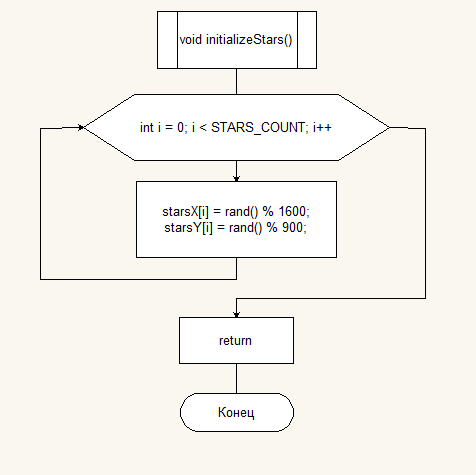 void initializeStars()
int i = 0; i < STARS_COUNT; i++
starsX[i] = rand() % 1600;
starsY[i] = rand() % 900;
return
Конец